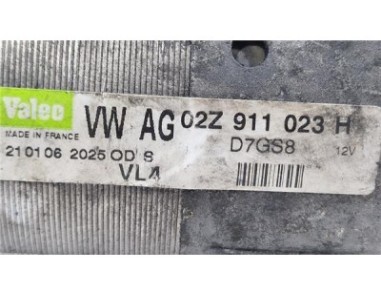 Valeo VW AG 02Z 911 023 H
MADE IN FRANCE D7GS8 12V
210106 2025 OD S
VL4